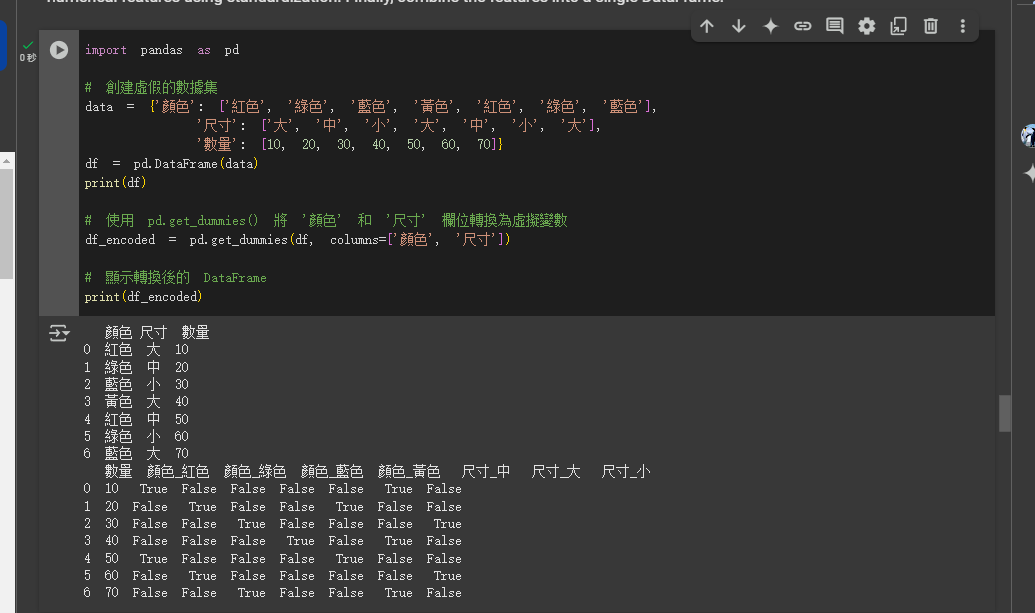 numerical features using standardization. Finally, combine the features into a single DataFrame.
0 秒
import pandas as pd
# 創建虛假的數據集
data = {'顏色': ['紅色', '綠色', '藍色', '黃色', '紅色', '綠色', '藍色'],
'尺寸': ['大', '中', '小', '大', '中', '小', '大'],
'數量': [10, 20, 30, 40, 50, 60, 70]}
df = pd.DataFrame(data)
print(df)
# 使用 pd.get_dummies() 將 '顏色' 和 '尺寸' 欄位轉換為虛擬變數
df_encoded = pd.get_dummies(df, columns=['顏色', '尺寸'])
# 顯示轉換後的 DataFrame
print(df_encoded)
顏色 尺寸 數量
0 紅色 大 10
1 綠色 中 20
2 藍色 小 30
3 黃色 大 40
4 紅色 中 50
5 綠色 小 60
6 藍色 大 70
數量 顏色_紅色 顏色_綠色 顏色_藍色 顏色_黃色 尺寸_中 尺寸_大 尺寸_小
0 10 True False False False False True False
1 20 False True False False True False False
2 30 False False True False False False True
3 40 False False False True False True False
4 50 True False False False True False False
5 60 False True False False False False True
6 70 False False True False False True False